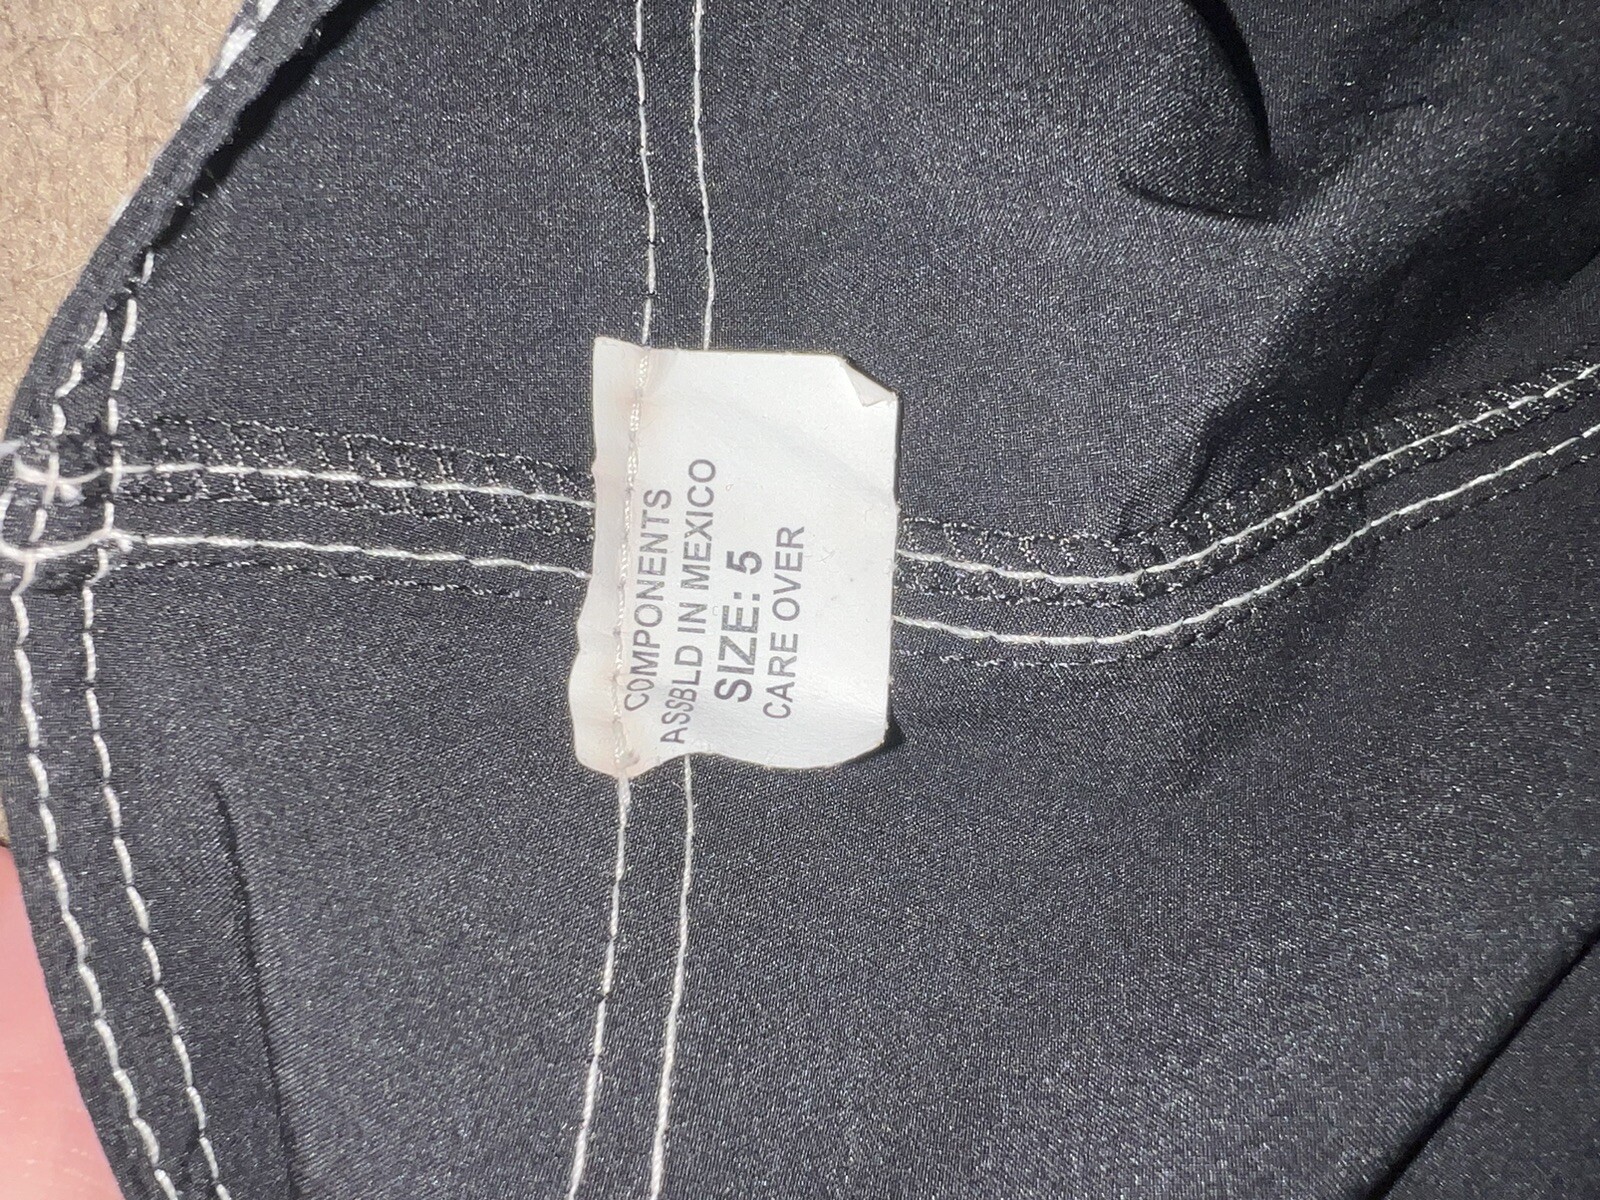 COMPONENTS
ASSBLD IN MEXICO
SIZE: 5
CARE OVER